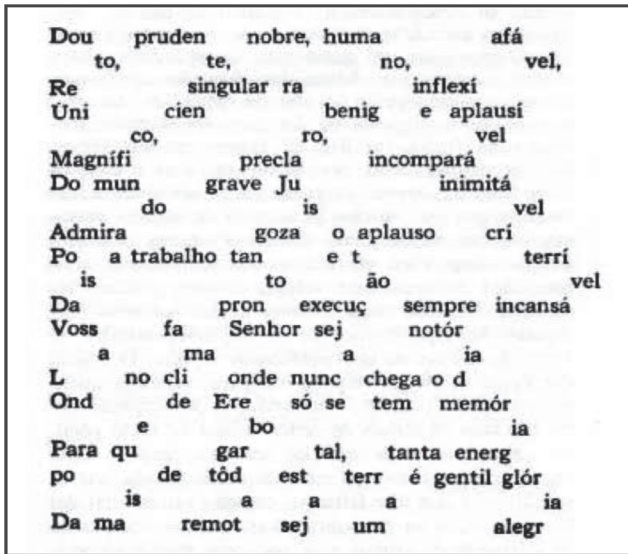 Dou pruden nobre, huma afá
to, te, no, vel,
Re singular ra inflexí
Úni cien benig e aplausí
co, ro, vel
Magnífi precla incompará
Do mun grave Ju inimitá
do is vel
Admira goza o aplauso crí
Po a trabalho tan e t terrí
is to ão vel
Da pron execuç sempre incansá
Voss fa Senhor sej notór
a ma a ia
L no cli onde nunc chega o d
Ond de Ere só se tem memór
e bo ia
Para qu gar tal, tanta energ
po de tôd est terr é gentil glór
is a a a ia
Da ma remot sej um alegr